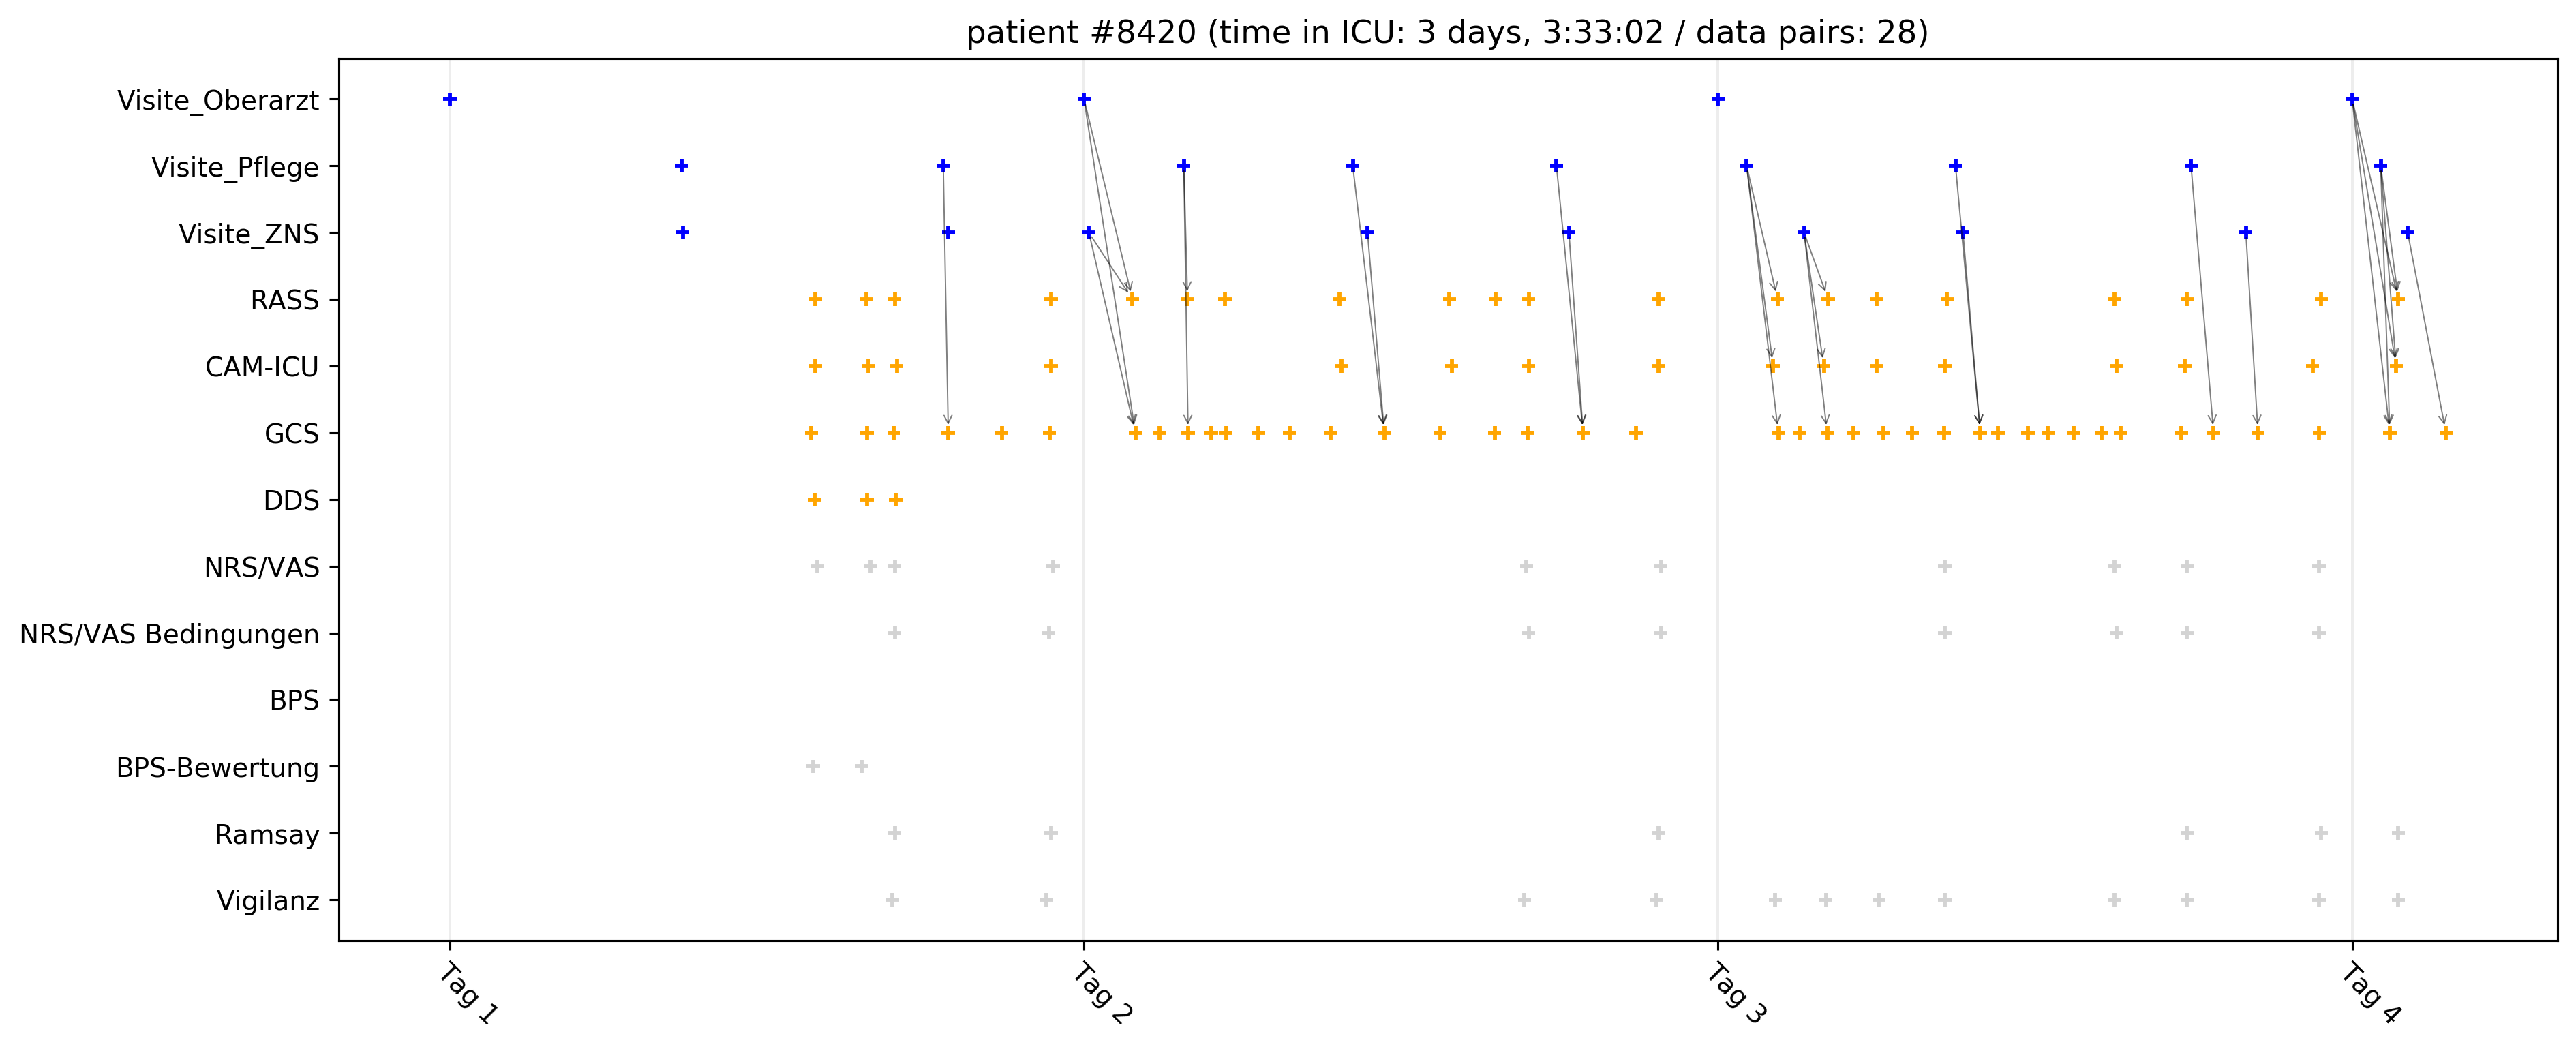 patient #8420 (time in ICU: 3 days, 3:33:02 / data pairs: 28)
Visite_Oberarzt
Visite_Pflege
Visite_ZNS
RASS
CAM-ICU
GCS
DDS
NRS/VAS
NRS/VAS Bedingungen
BPS
BPS-Bewertung
Ramsay
Vigilanz
Tag 1
Tag 2
Tag 3
Tag 4